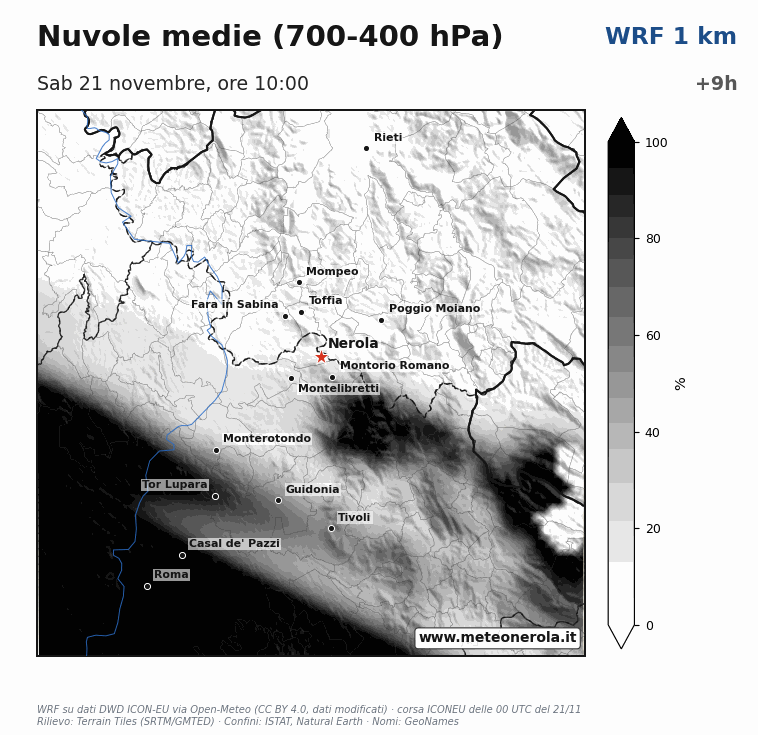 Nuvole medie (700-400 hPa)
WRF 1 km
Sab 21 novembre, ore 10:00
+9h
Rieti
Mompeo
Fara in Sabina
Toffia
Poggio Moiano
Nerola
Montorio Romano
Montelibretti
Monterotondo
Tor Lupara
Guidonia
Tivoli
Casal de' Pazzi
Roma
www.meteonerola.it
100
80
60
40
20
0
%
WRF su dati DWD ICON-EU via Open-Meteo (CC BY 4.0, dati modificati) · corsa ICONEU delle 00 UTC del 21/11
Rilievo: Terrain Tiles (SRTM/GMTED) · Confini: ISTAT, Natural Earth · Nomi: GeoNames